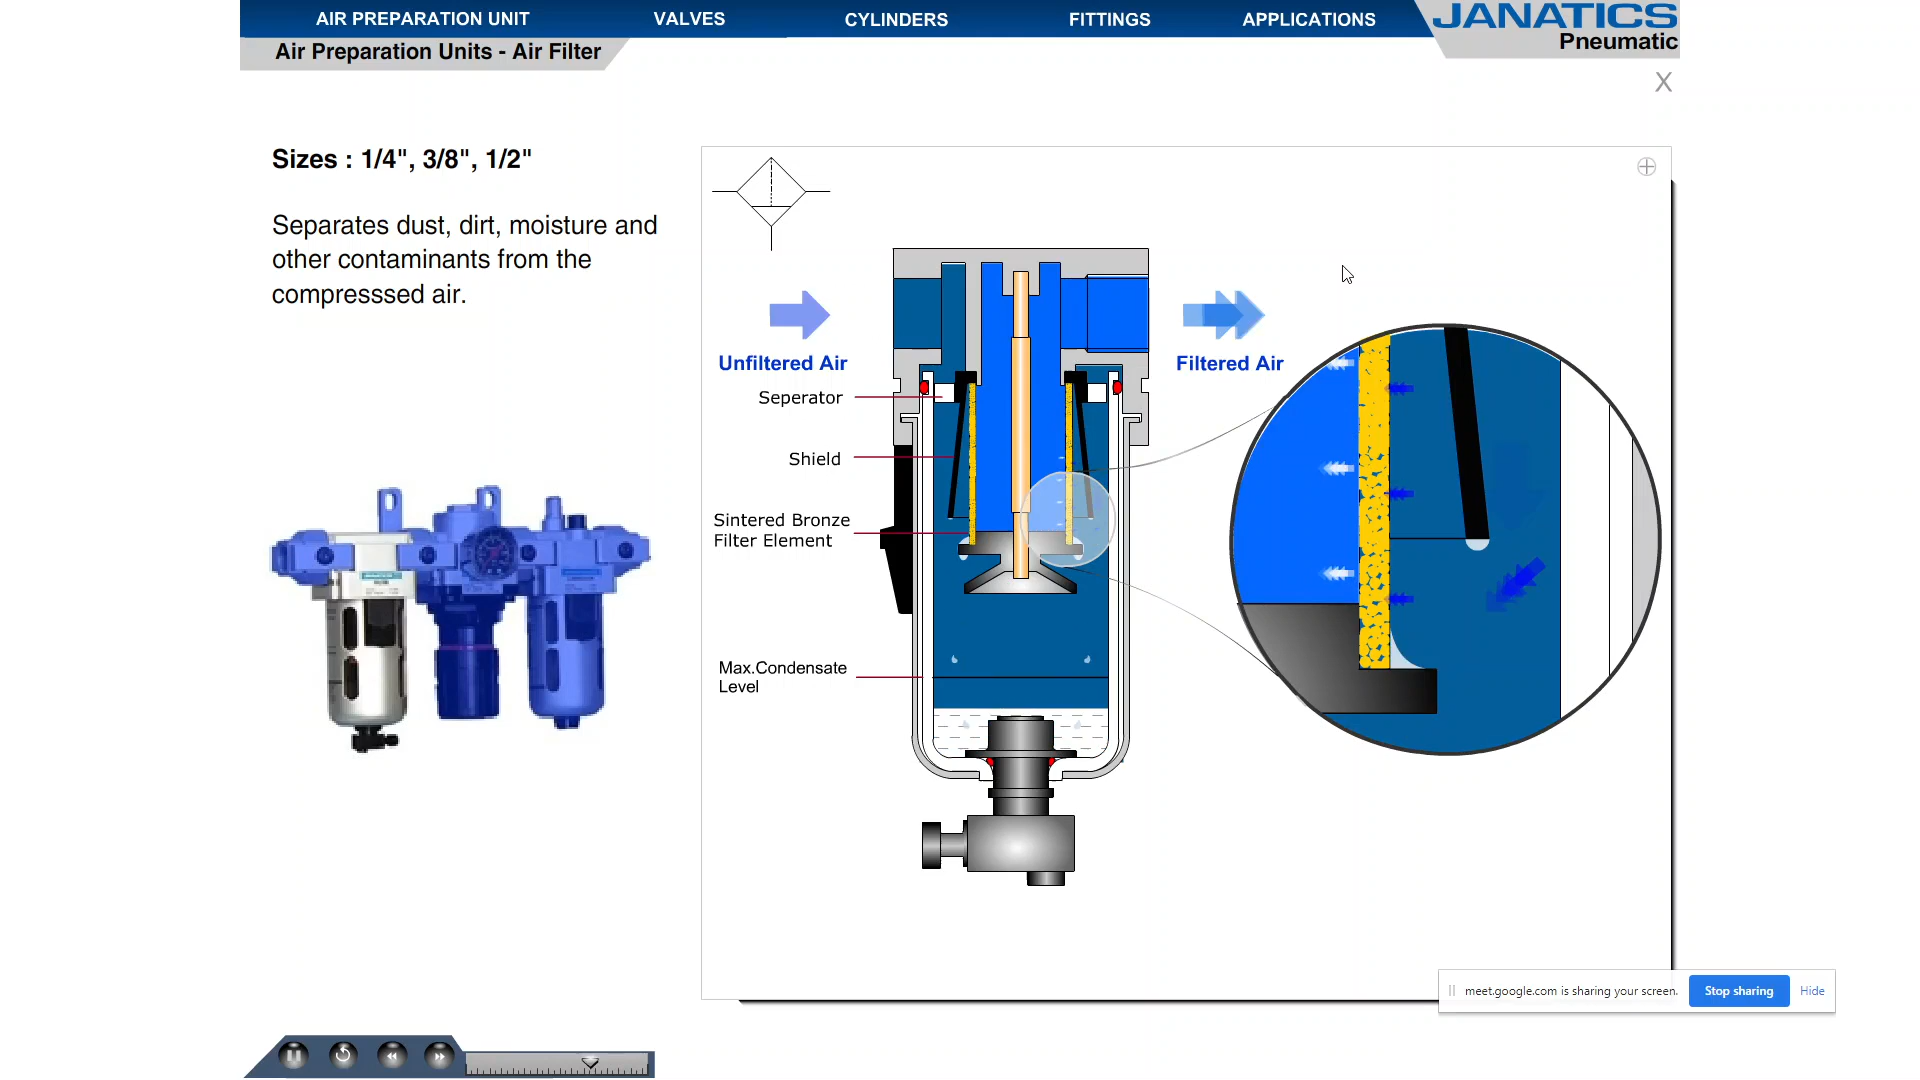 AIR PREPARATION UNIT VALVES CYLINDERS FITTINGS APPLICATIONS
JANATICS
Pneumatic
Air Preparation Units - Air Filter
X
Sizes : 1/4", 3/8", 1/2"
Separates dust, dirt, moisture and
other contaminants from the
compresssed air.
Unfiltered Air
Filtered Air
Seperator
Shield
Sintered Bronze
Filter Element
Max.Condensate
Level
meet.google.com is sharing your screen. Stop sharing Hide